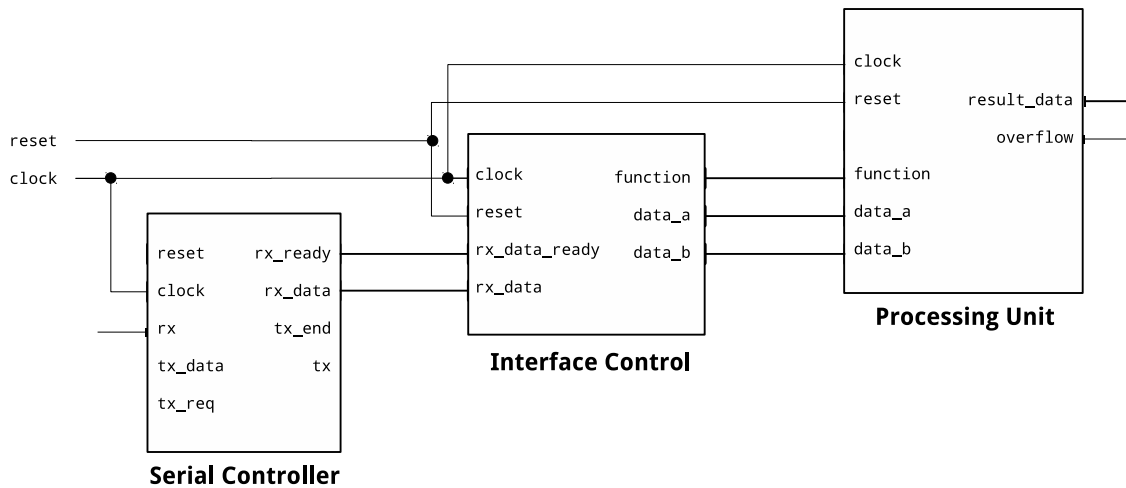 reset
clock
reset
clock
rx
tx_data
tx_req
rx_ready
rx_data
tx_end
tx
Serial Controller
clock
reset
rx_data_ready
rx_data
function
data_a
data_b
Interface Control
clock
reset
function
data_a
data_b
result_data
overflow
Processing Unit